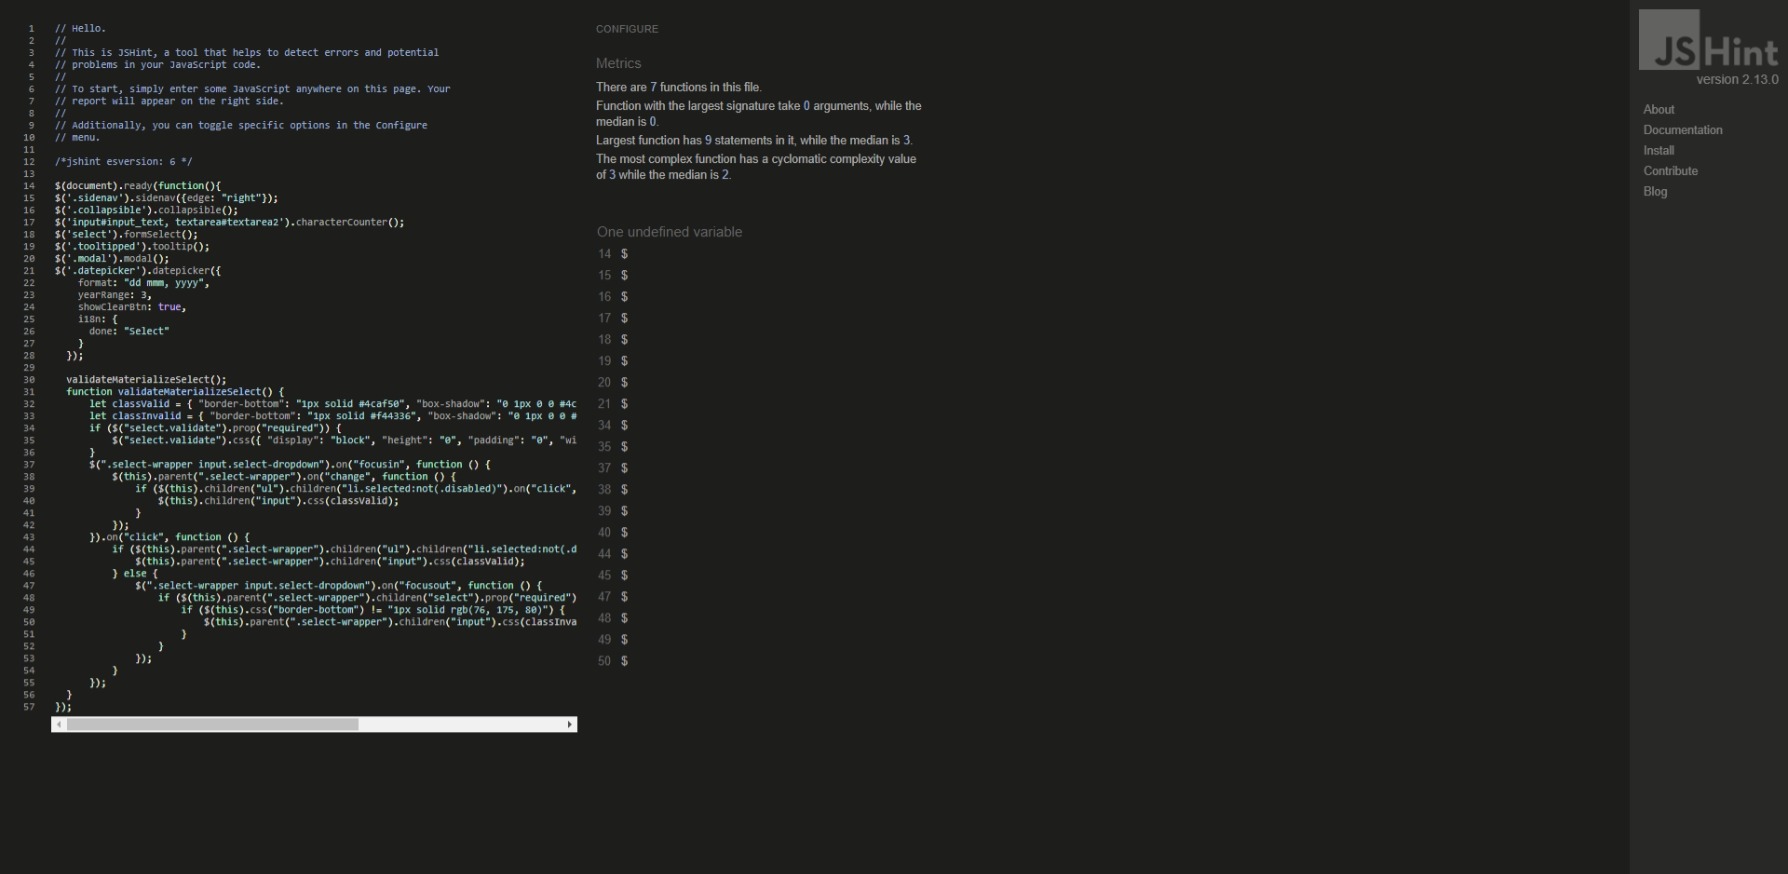 1 // Hello.
2 //
3 // This is JSHint, a tool that helps to detect errors and potential
4 // problems in your JavaScript code.
5 //
6 // To start, simply enter some JavaScript anywhere on this page. Your
7 // report will appear on the right side.
8 //
9 // Additionally, you can toggle specific options in the Configure
10 // menu.
11
12 /*jshint esversion: 6 */
13
14 $(document).ready(function(){
15 $('.sidenav').sidenav({edge: "right"});
16 $('.collapsible').collapsible();
17 $('input#input_text, textarea#textarea2').characterCounter();
18 $('select').formSelect();
19 $('.tooltipped').tooltip();
20 $('.modal').modal();
21 $('.datepicker').datepicker({
22 format: "dd mmm, yyyy",
23 yearRange: 3,
24 showClearBtn: true,
25 i18n: {
26 done: "Select"
27 }
28 });
29
30 validateMaterializeSelect();
31 function validateMaterializeSelect() {
32 let classValid = { "border-bottom": "1px solid #4caf50", "box-shadow": "0 1px 0 0 #4c
33 let classInvalid = { "border-bottom": "1px solid #f44336", "box-shadow": "0 1px 0 0 #
34 if ($("select.validate").prop("required")) {
35 $("select.validate").css({ "display": "block", "height": "0", "padding": "0", "wi
36 }
37 $(".select-wrapper input.select-dropdown").on("focusin", function () {
38 $(this).parent(".select-wrapper").on("change", function () {
39 if ($(this).children("ul").children("li.selected:not(.disabled)").on("click",
40 $(this).children("input").css(classValid);
41 }
42 });
43 }).on("click", function () {
44 if ($(this).parent(".select-wrapper").children("ul").children("li.selected:not(.d
45 $(this).parent(".select-wrapper").children("input").css(classValid);
46 } else {
47 $(".select-wrapper input.select-dropdown").on("focusout", function () {
48 if ($(this).parent(".select-wrapper").children("select").prop("required")
49 if ($(this).css("border-bottom") != "1px solid rgb(76, 175, 80)") {
50 $(this).parent(".select-wrapper").children("input").css(classInva
51 }
52 }
53 });
54 }
55 });
56 }
57 });
CONFIGURE
Metrics
There are 7 functions in this file.
Function with the largest signature take 0 arguments, while the
median is 0.
Largest function has 9 statements in it, while the median is 3.
The most complex function has a cyclomatic complexity value
of 3 while the median is 2.
One undefined variable
14 $
15 $
16 $
17 $
18 $
19 $
20 $
21 $
34 $
35 $
37 $
38 $
39 $
40 $
44 $
45 $
47 $
48 $
49 $
50 $
JSHint
version 2.13.0
About
Documentation
Install
Contribute
Blog